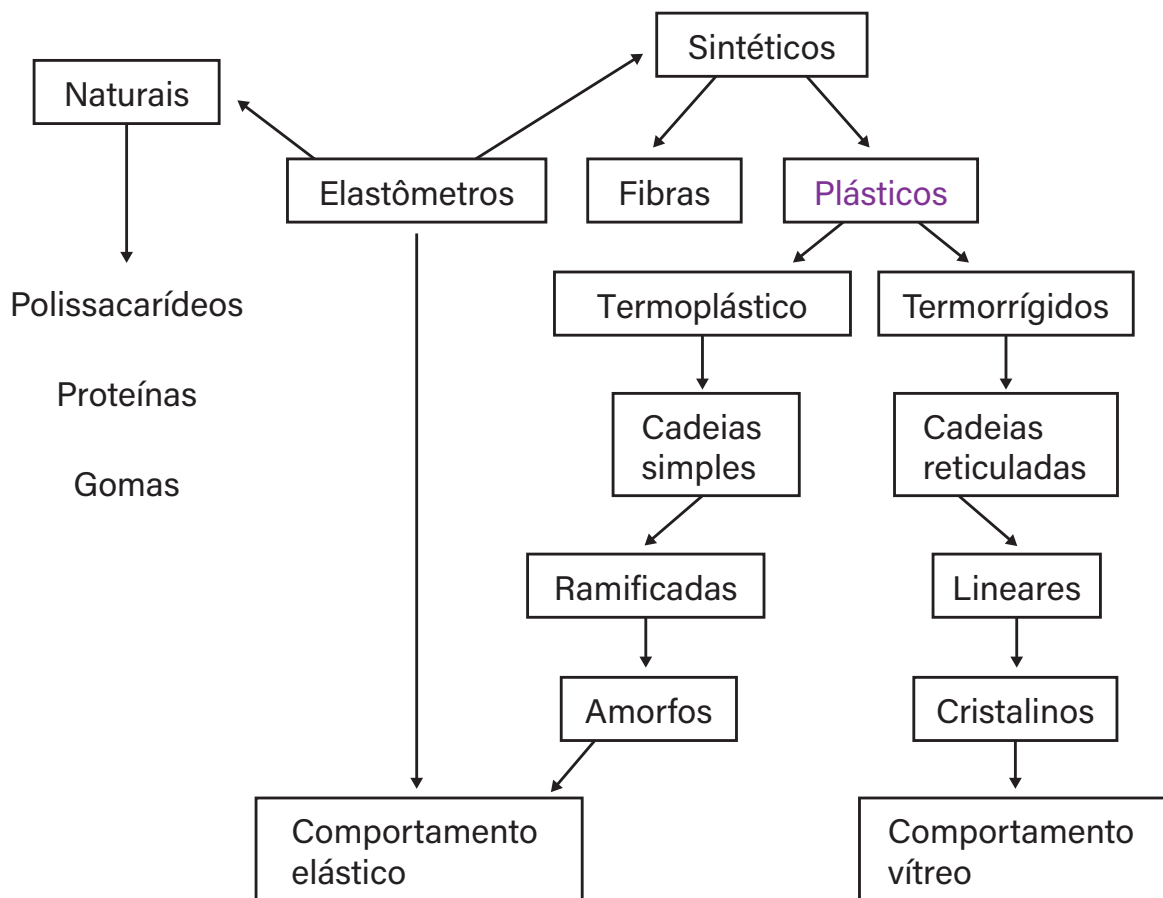 Sintéticos
Naturais
Elastômetros
Fibras
Plásticos
Polissacarídeos
Termoplástico
Termorrígidos
Proteínas
Cadeias
simples
Cadeias
reticuladas
Gomas
Ramificadas
Lineares
Amorfos
Cristalinos
Comportamento
elástico
Comportamento
vítreo